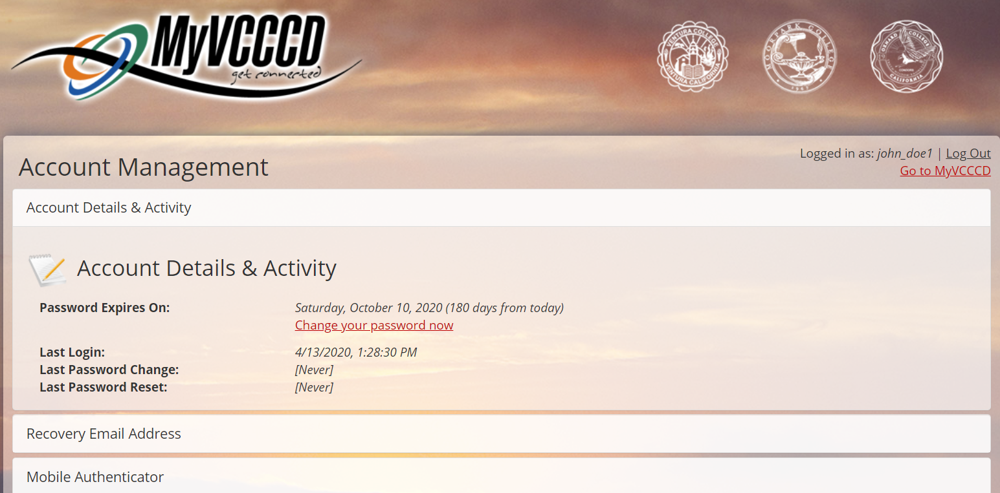 MyVCCCD
get connected
VENTURA COLLEGE
VENTURA CALIFORNIA
MOORPARK COLLEGE
1967
OXNARD COLLEGE
CONDORS
CALIFORNIA
Logged in as: john_doe1 | Log Out
Account Management
Go to MyVCCCD
Account Details & Activity
Account Details & Activity
Password Expires On: Saturday, October 10, 2020 (180 days from today)
Change your password now
Last Login: 4/13/2020, 1:28:30 PM
Last Password Change: [Never]
Last Password Reset: [Never]
Recovery Email Address
Mobile Authenticator